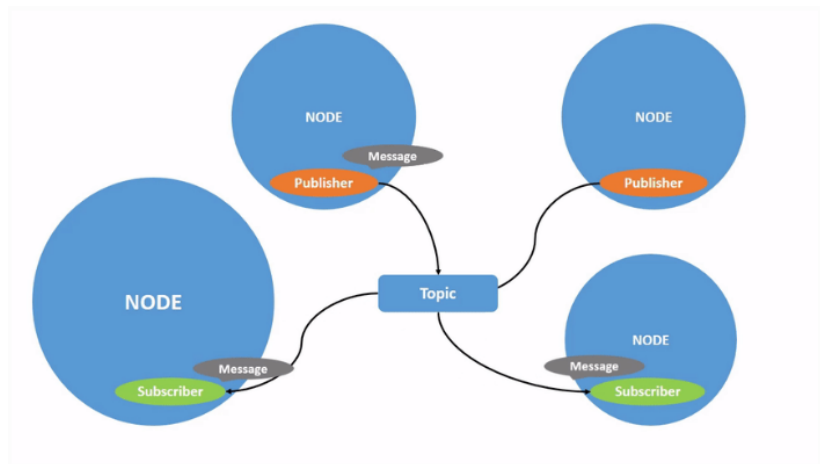 NODE
Message
Publisher
NODE
Publisher
NODE
Message
Subscriber
Topic
NODE
Message
Subscriber